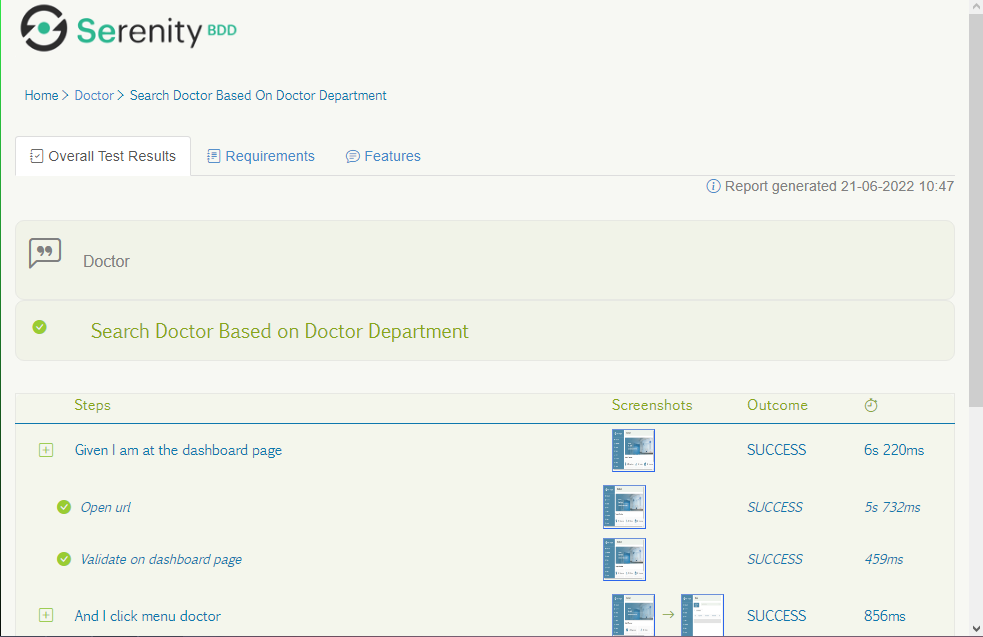 Serenity BDD
Home > Doctor > Search Doctor Based On Doctor Department
Overall Test Results Requirements Features
Report generated 21-06-2022 10:47
Doctor
Search Doctor Based on Doctor Department
Steps Screenshots Outcome
Given I am at the dashboard page SUCCESS 6s 220ms
Open url SUCCESS 5s 732ms
Validate on dashboard page SUCCESS 459ms
And I click menu doctor SUCCESS 856ms